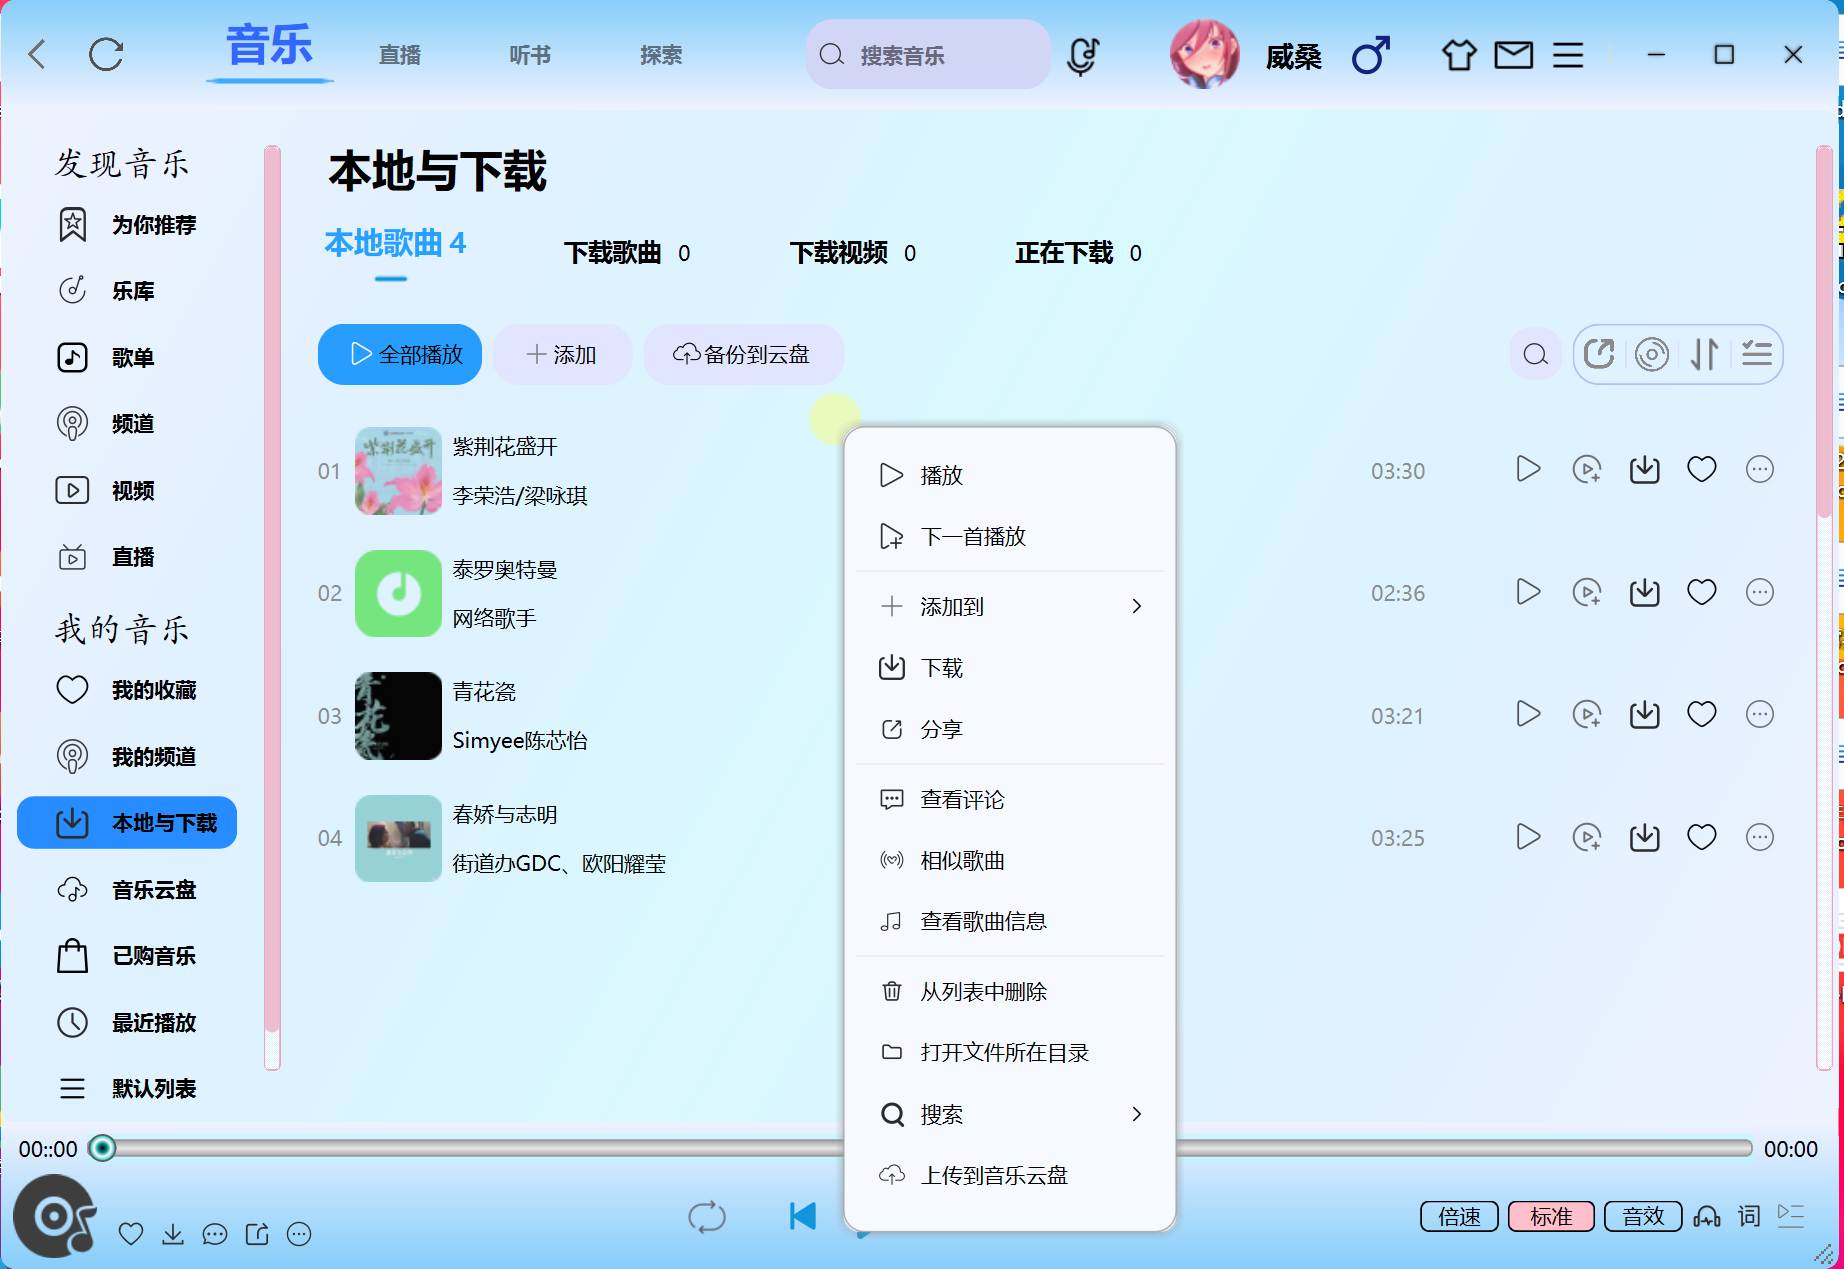 音乐
直播
听书
探索
搜索音乐
威桑
发现音乐
为你推荐
乐库
歌单
频道
视频
直播
我的音乐
我的收藏
我的频道
本地与下载
音乐云盘
已购音乐
最近播放
默认列表
本地与下载
本地歌曲 4
下载歌曲 0
下载视频 0
正在下载 0
全部播放
添加
备份到云盘
01
紫荆花盛开
紫荆花盛开
李荣浩/梁咏琪
03:30
02
泰罗奥特曼
网络歌手
02:36
03
青花瓷
青花瓷
Simyee陈芯怡
03:21
04
春娇与志明
街道办GDC、欧阳耀莹
03:25
播放
下一首播放
添加到
下载
分享
查看评论
相似歌曲
查看歌曲信息
从列表中删除
打开文件所在目录
搜索
上传到音乐云盘
00::00
00:00
倍速
标准
音效
词